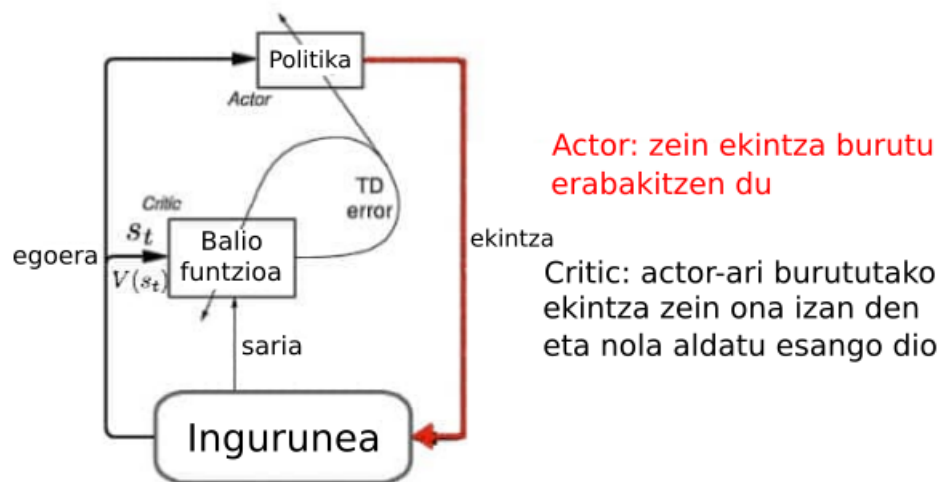 Politika
Actor
Actor: zein ekintza burutu
erabakitzen du
TD
error
Critic
s_t
Balio
funtzioa
V(s_t)
egoera
ekintza
Critic: actor-ari burututako
ekintza zein ona izan den
eta nola aldatu esango dio
saria
Ingurunea